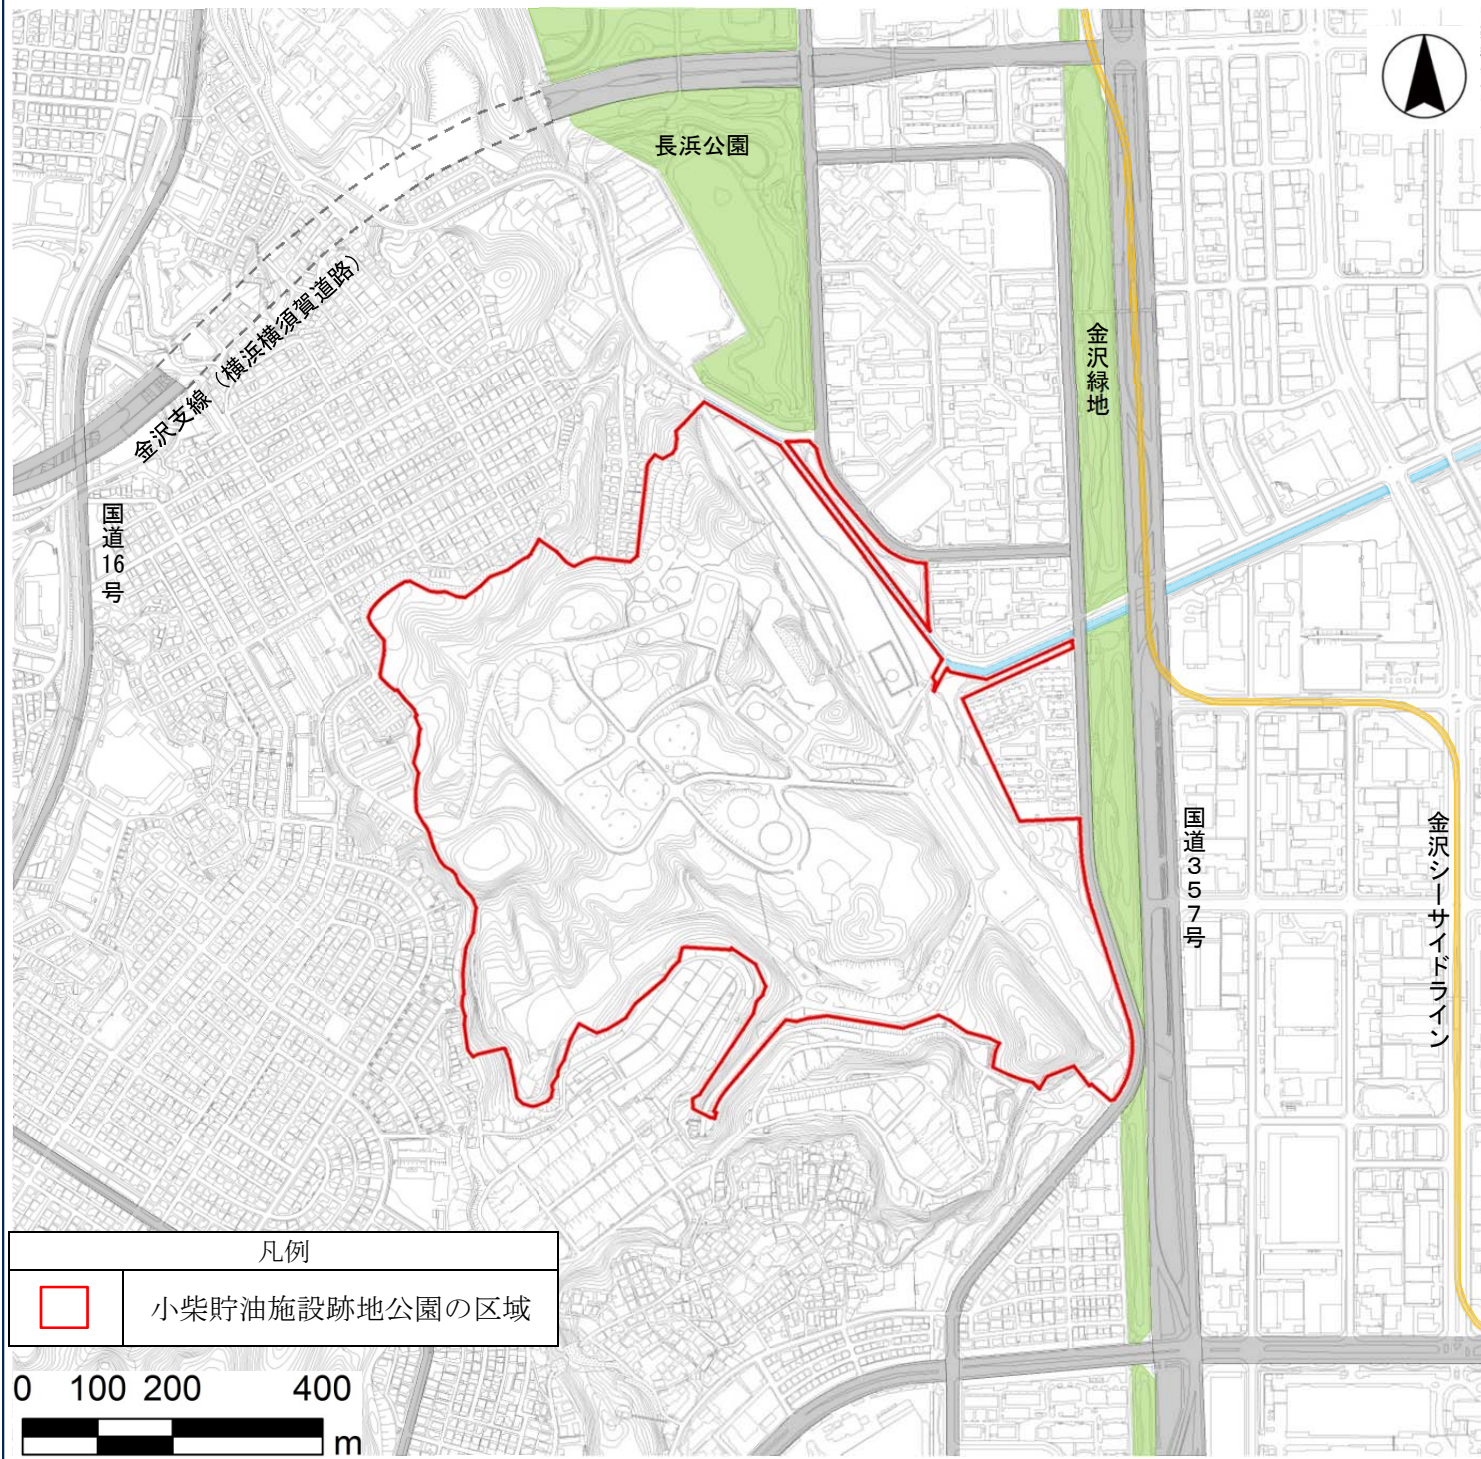 長浜公園
金沢支線（横浜横須賀道路）
金沢緑地
国道16号
国道357号
金沢シーサイドライン
凡例
小柴貯油施設跡地公園の区域
0 100 200 400
m